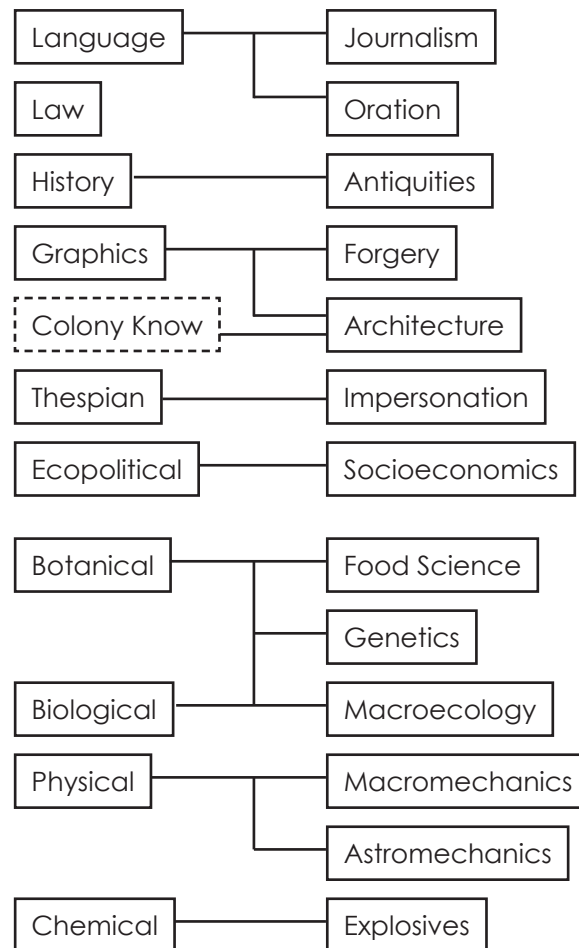 Language
Journalism
Law
Oration
History
Antiquities
Graphics
Forgery
Colony Know
Architecture
Thespian
Impersonation
Ecopolitical
Socioeconomics
Botanical
Food Science
Genetics
Biological
Macroecology
Physical
Macromechanics
Astromechanics
Chemical
Explosives